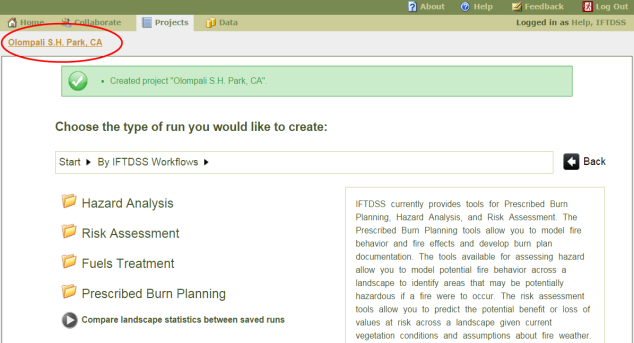 About Help Feedback Log Out
Home Collaborate Projects Data Logged in as Help, IFTDSS
Olompali S.H. Park, CA
Created project "Olompali S.H. Park, CA".
Choose the type of run you would like to create:
Start By IFTDSS Workflows Back
Hazard Analysis
Risk Assessment
Fuels Treatment
Prescribed Burn Planning
Compare landscape statistics between saved runs
IFTDSS currently provides tools for Prescribed Burn
Planning, Hazard Analysis, and Risk Assessment. The
Prescribed Burn Planning tools allow you to model fire
behavior and fire effects and develop burn plan
documentation. The tools available for assessing hazard
allow you to model potential fire behavior across a
landscape to identify areas that may be potentially
hazardous if a fire were to occur. The risk assessment
tools allow you to predict the potential benefit or loss of
values at risk across a landscape given current
vegetation conditions and assumptions about fire weather.